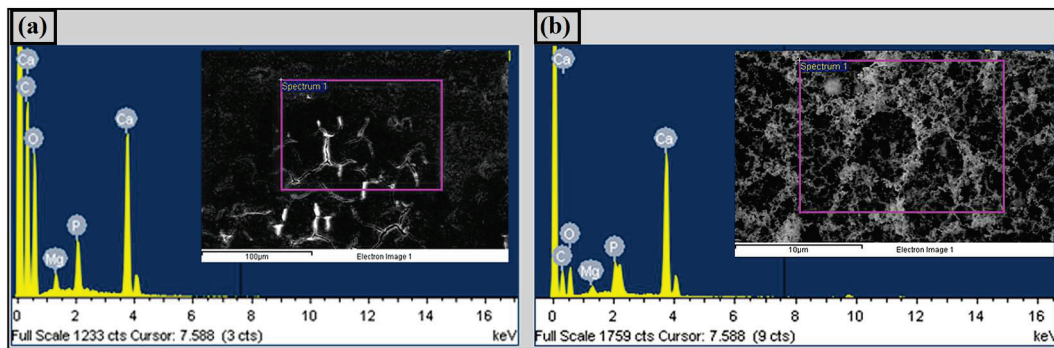 (a)
Ca
C
O
Mg
P
Ca
Spectrum 1
100µm
Electron Image 1
0 2 4 6 8 10 12 14 16
Full Scale 1233 cts Cursor: 7.588 (3 cts)
keV
(b)
Ca
O
C
Mg
P
Ca
Spectrum 1
10µm
Electron Image 1
0 2 4 6 8 10 12 14 16
Full Scale 1759 cts Cursor: 7.588 (9 cts)
keV